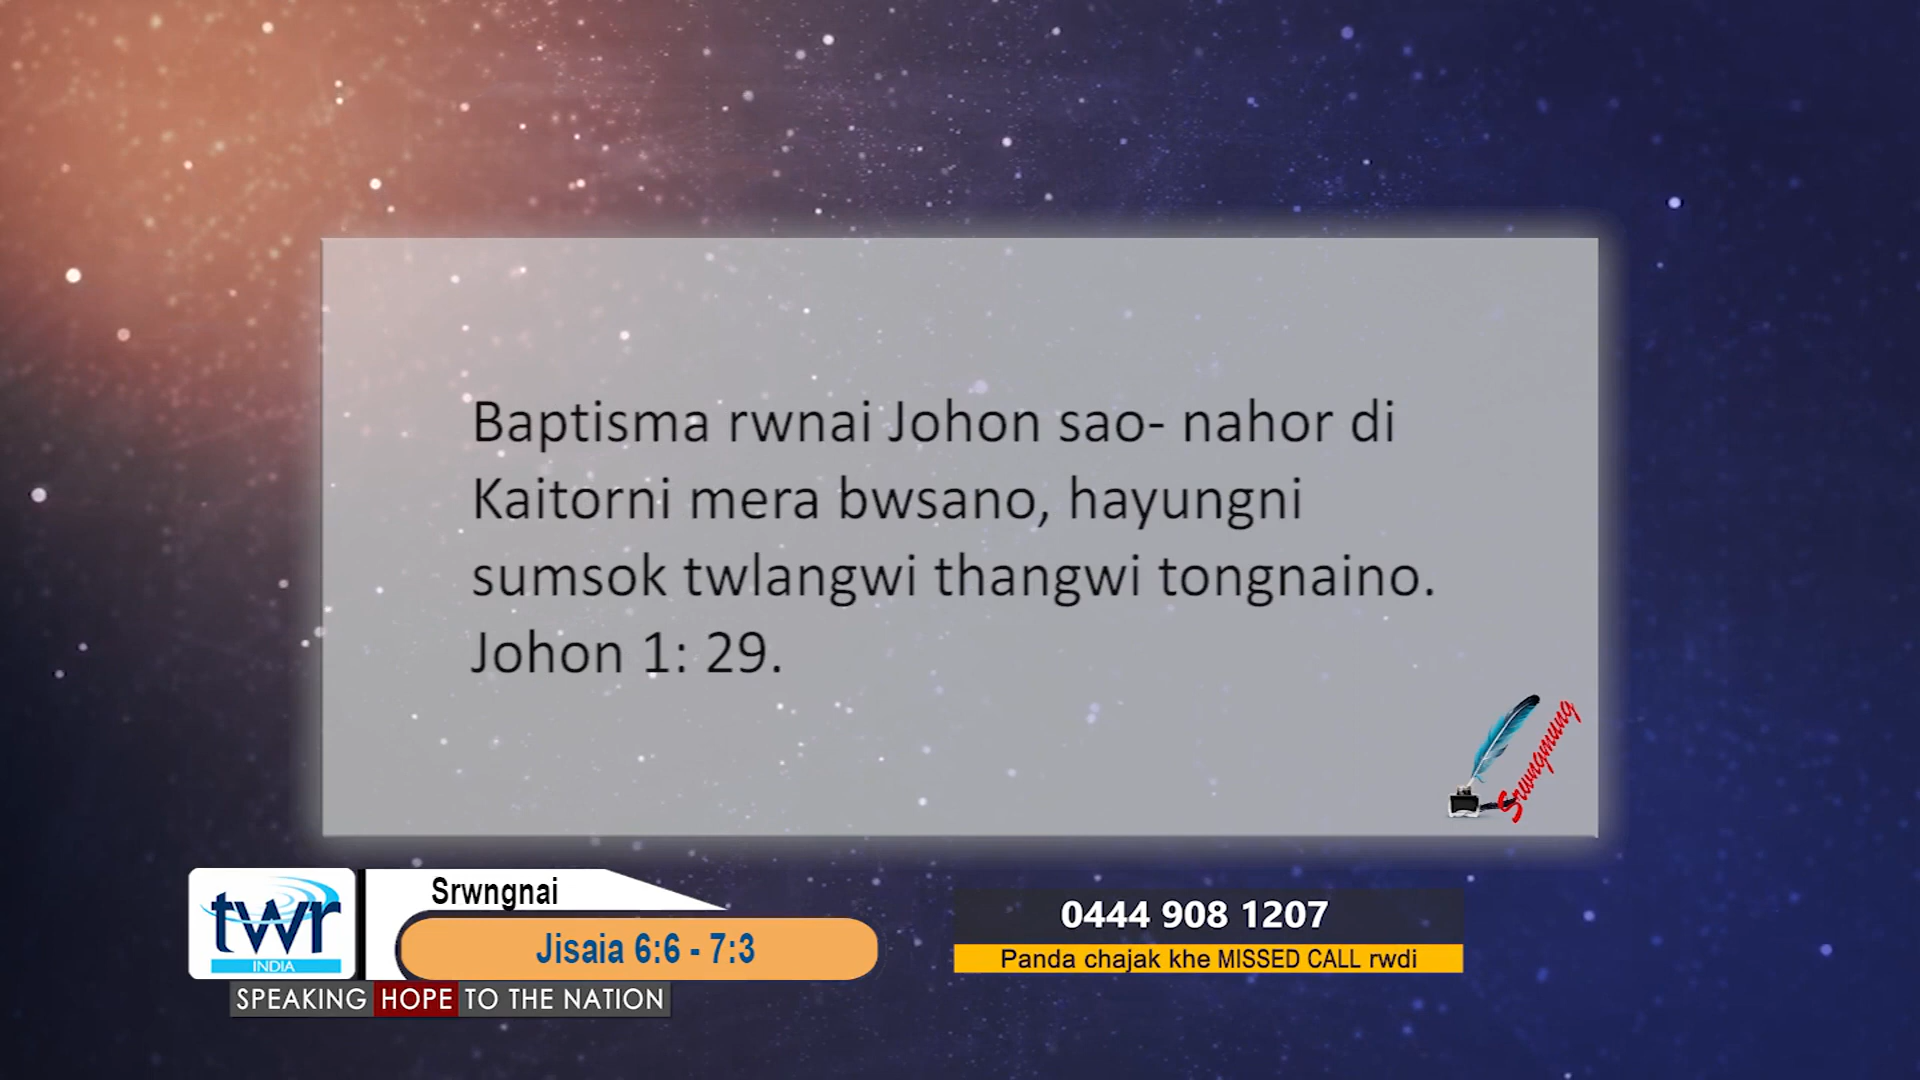 Baptisma rwnai Johon sao- nahor di
Kaitorni mera bwsano, hayungni
sumsok twlangwi thangwi tongnaino.
Johon 1: 29.
Srwngmung
twr
INDIA
Srwngnai
Jisaia 6:6 - 7:3
SPEAKING HOPE TO THE NATION
0444 908 1207
Panda chajak khe MISSED CALL rwdi